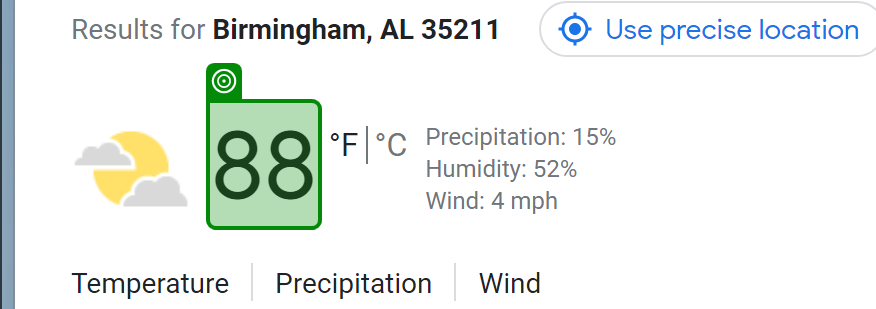 Results for Birmingham, AL 35211
Use precise location
88 °F | °C
Precipitation: 15%
Humidity: 52%
Wind: 4 mph
Temperature | Precipitation | Wind